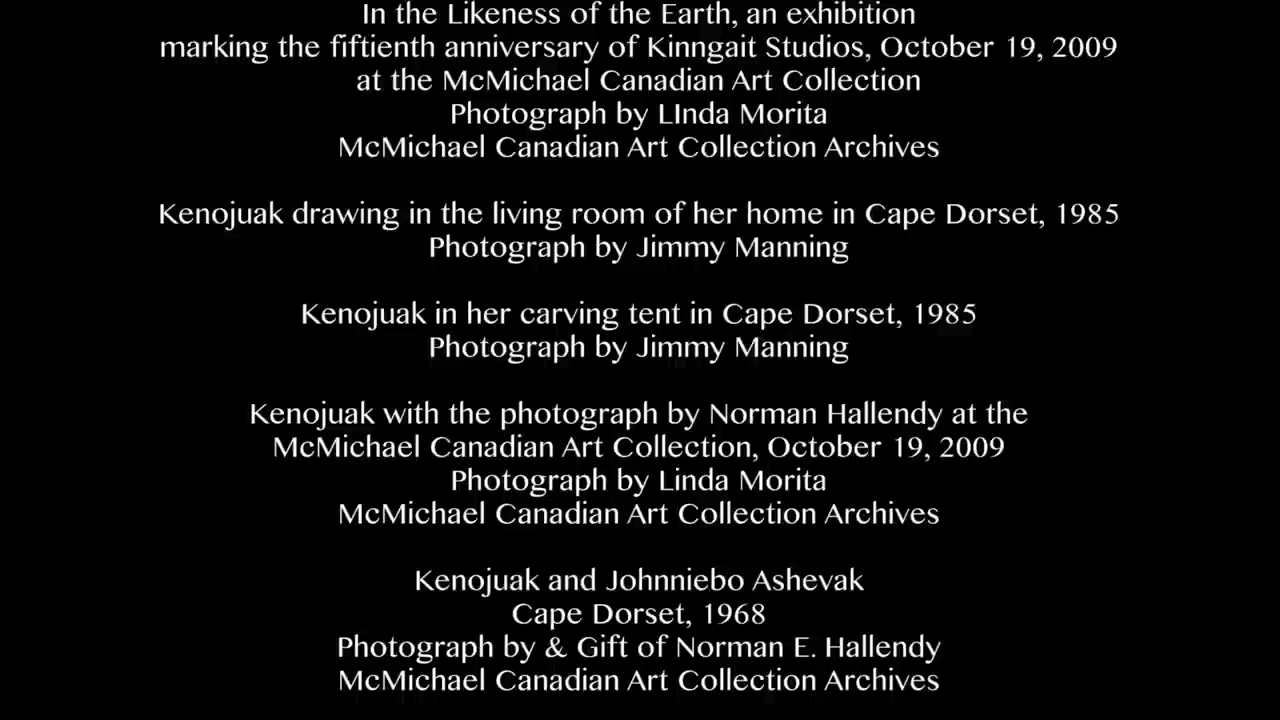 In the Likeness of the Earth, an exhibition
marking the fiftienth anniversary of Kinngait Studios, October 19, 2009
at the McMichael Canadian Art Collection
Photograph by LInda Morita
McMichael Canadian Art Collection Archives
Kenojuak drawing in the living room of her home in Cape Dorset, 1985
Photograph by Jimmy Manning
Kenojuak in her carving tent in Cape Dorset, 1985
Photograph by Jimmy Manning
Kenojuak with the photograph by Norman Hallendy at the
McMichael Canadian Art Collection, October 19, 2009
Photograph by Linda Morita
McMichael Canadian Art Collection Archives
Kenojuak and Johnniebo Ashevak
Cape Dorset, 1968
Photograph by & Gift of Norman E. Hallendy
McMichael Canadian Art Collection Archives